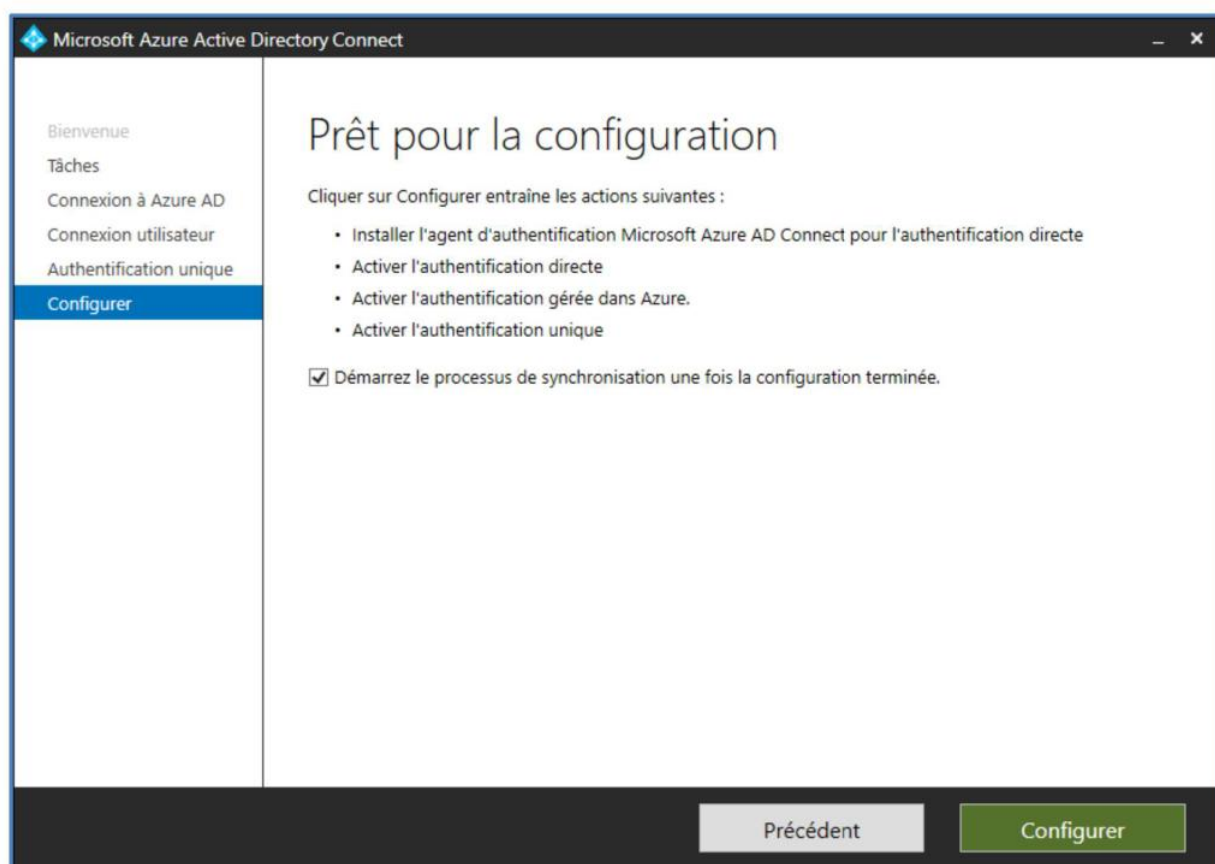 Microsoft Azure Active Directory Connect
Bienvenue
Tâches
Connexion à Azure AD
Connexion utilisateur
Authentification unique
Configurer
Prêt pour la configuration
Cliquer sur Configurer entraîne les actions suivantes :
• Installer l'agent d'authentification Microsoft Azure AD Connect pour l'authentification directe
• Activer l'authentification directe
• Activer l'authentification gérée dans Azure.
• Activer l'authentification unique
Démarrez le processus de synchronisation une fois la configuration terminée.
Précédent
Configurer